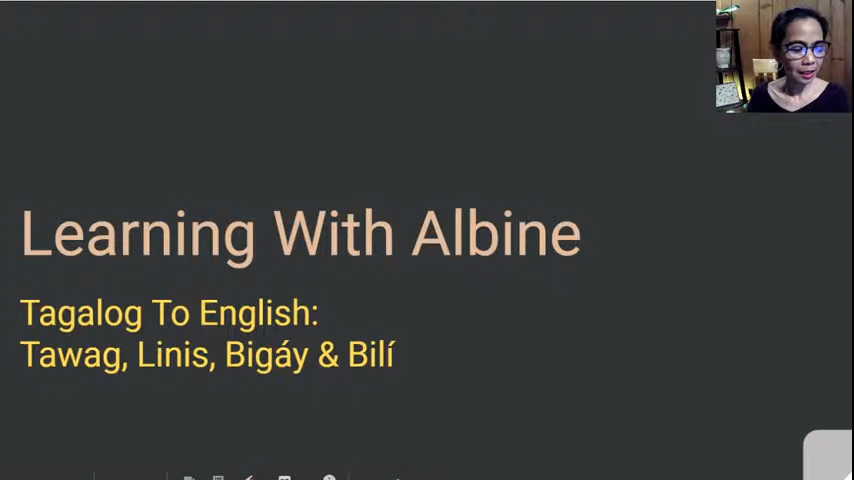 Learning With Albine
Tagalog To English:
Tawag, Linis, Bigáy & Bilí